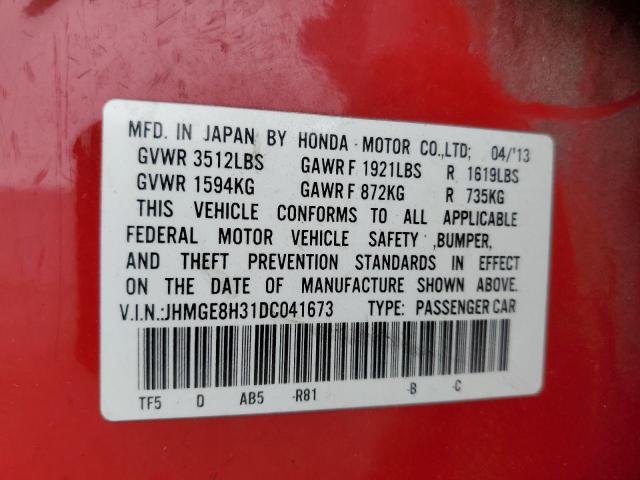 MFD. IN JAPAN BY HONDA MOTOR CO.,LTD; 04/'13
GVWR 3512LBS GAWR F 1921LBS R 1619LBS
GVWR 1594KG GAWR F 872KG R 735KG
THIS VEHICLE CONFORMS TO ALL APPLICABLE
FEDERAL MOTOR VEHICLE SAFETY ,BUMPER,
AND THEFT PREVENTION STANDARDS IN EFFECT
ON THE DATE OF MANUFACTURE SHOWN ABOVE.
V.I.N.:JHMGE8H31DC041673 TYPE: PASSENGER CAR
TF5 D AB5 -R81 -B -C